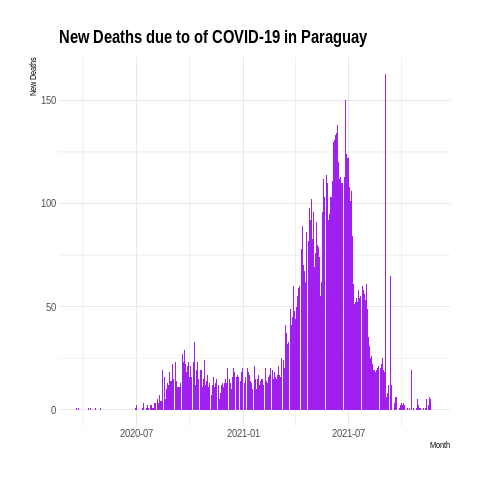 New Deaths due to of COVID-19 in Paraguay
New Deaths
150
100
50
0
2020-07
2021-01
2021-07
Month